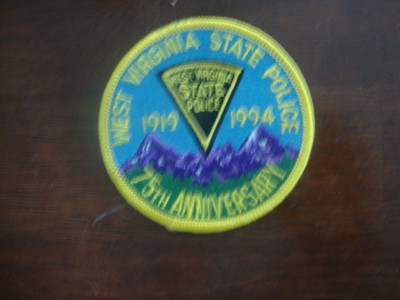 WEST VIRGINIA STATE POLICE
WEST VIRGINIA
STATE
POLICE
1919 1994
75TH ANNIVERSARY